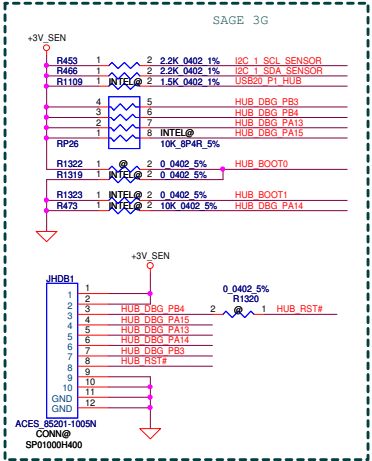 SAGE 3G
+3V_SEN
R453 1 2 2.2K_0402_1% I2C_1_SCL_SENSOR
R466 1 2 2.2K_0402_1% I2C_1_SDA_SENSOR
R1109 1 INTEL@ 2 1.5K_0402_1% USB20_P1_HUB
4 5 HUB_DBG_PB3
3 6 HUB_DBG_PB4
2 7 HUB_DBG_PA13
1 8 INTEL@ HUB_DBG_PA15
RP26 10K_8P4R_5%
R1322 1 @ 2 0_0402_5% HUB_BOOT0
R1319 1 INTEL@ 2 0_0402_5%
R1323 1 INTEL@ 2 0_0402_5% HUB_BOOT1
R473 1 INTEL@ 2 10K_0402_5% HUB_DBG_PA14
+3V_SEN
JHDB1
1 1
2 2
3 3 HUB_DBG_PB4 2 @ 1 HUB_RST#
0_0402_5%
R1320
4 4 HUB_DBG_PA15
5 5 HUB_DBG_PA13
6 6 HUB_DBG_PA14
7 7 HUB_DBG_PB3
8 8 HUB_RST#
9 9
10 10
GND 11
GND 12
ACES_85201-1005N
CONN@
SP01000H400